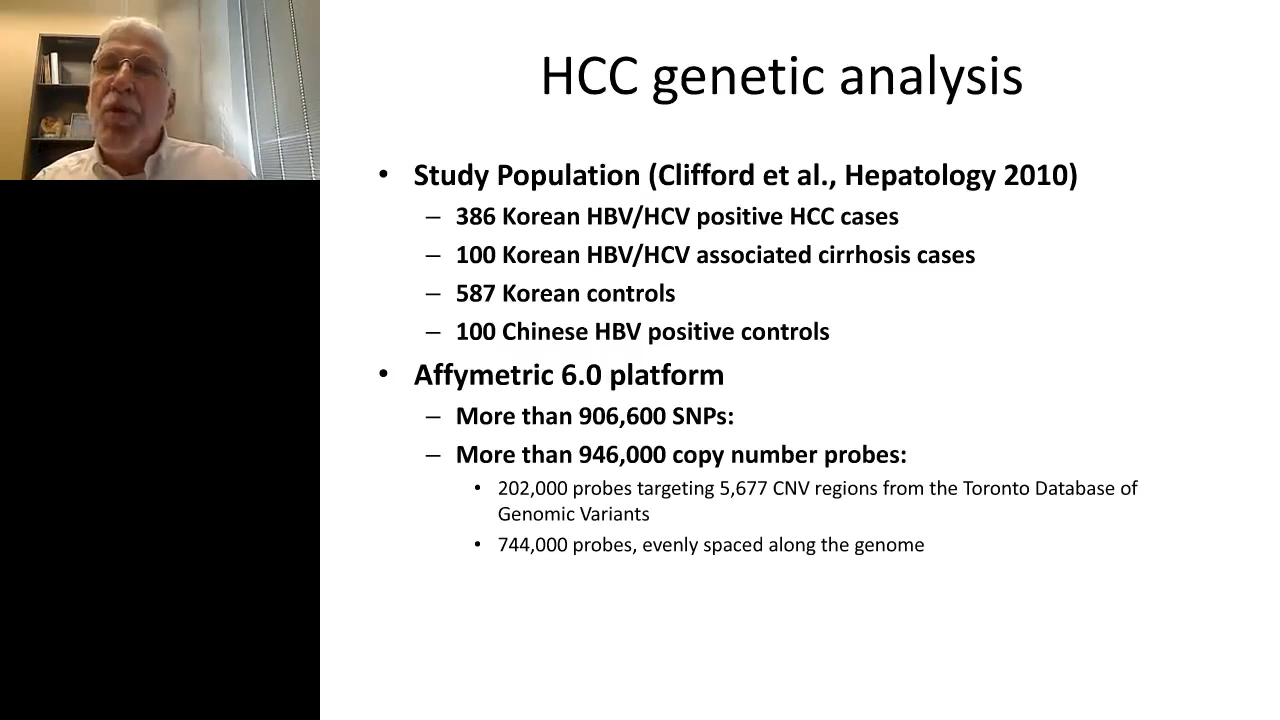 HCC genetic analysis
• Study Population (Clifford et al., Hepatology 2010)
– 386 Korean HBV/HCV positive HCC cases
– 100 Korean HBV/HCV associated cirrhosis cases
– 587 Korean controls
– 100 Chinese HBV positive controls
• Affymetric 6.0 platform
– More than 906,600 SNPs:
– More than 946,000 copy number probes:
• 202,000 probes targeting 5,677 CNV regions from the Toronto Database of
Genomic Variants
• 744,000 probes, evenly spaced along the genome